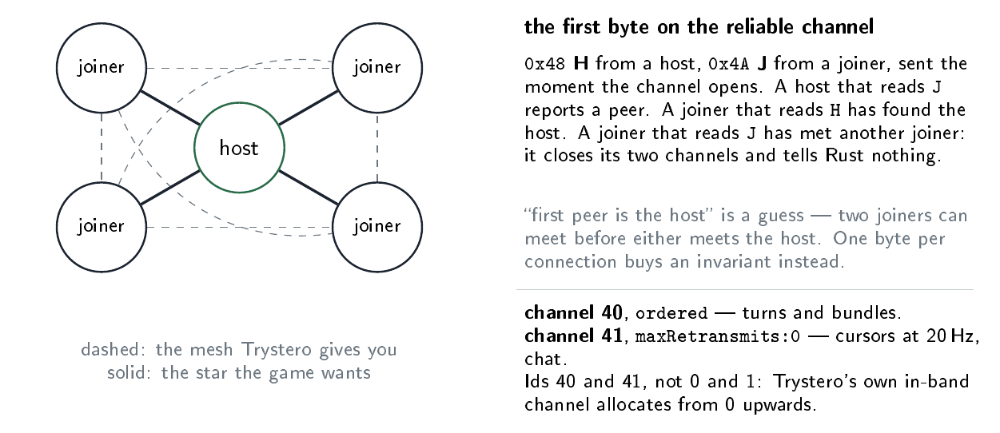 joiner
joiner
host
joiner
joiner
dashed: the mesh Trystero gives you
solid: the star the game wants
the first byte on the reliable channel
0x48 H from a host, 0x4A J from a joiner, sent the
moment the channel opens. A host that reads J
reports a peer. A joiner that reads H has found the
host. A joiner that reads J has met another joiner:
it closes its two channels and tells Rust nothing.
“first peer is the host” is a guess — two joiners can
meet before either meets the host. One byte per
connection buys an invariant instead.
channel 40, ordered — turns and bundles.
channel 41, maxRetransmits:0 — cursors at 20 Hz,
chat.
Ids 40 and 41, not 0 and 1: Trystero’s own in-band
channel allocates from 0 upwards.